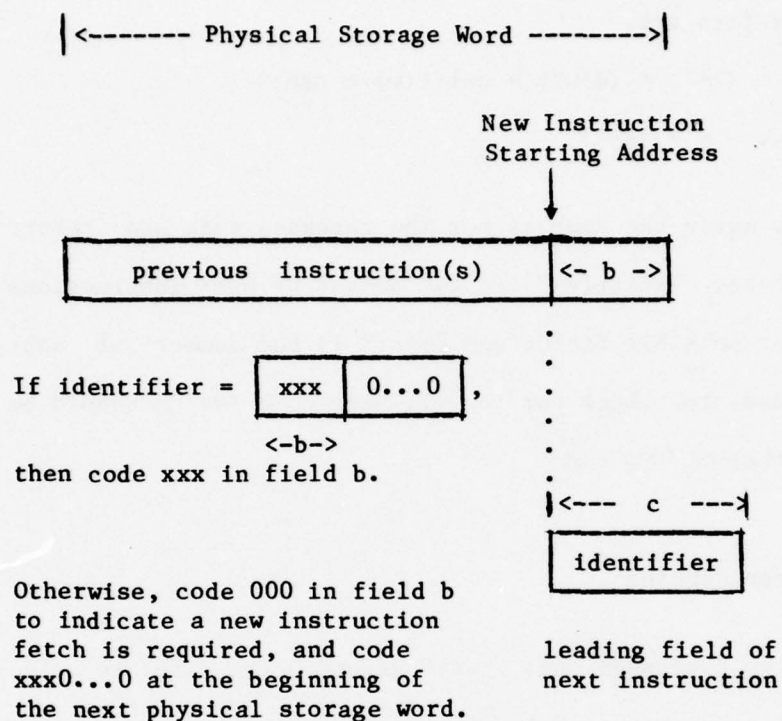 |<------- Physical Storage Word -------->|
New Instruction
Starting Address
previous instruction(s) <- b ->
If identifier = xxx 0...0,
<-b->
then code xxx in field b.
|<--- c --->|
identifier
Otherwise, code 000 in field b
to indicate a new instruction
fetch is required, and code
xxx0...0 at the beginning of
the next physical storage word.
leading field of
next instruction